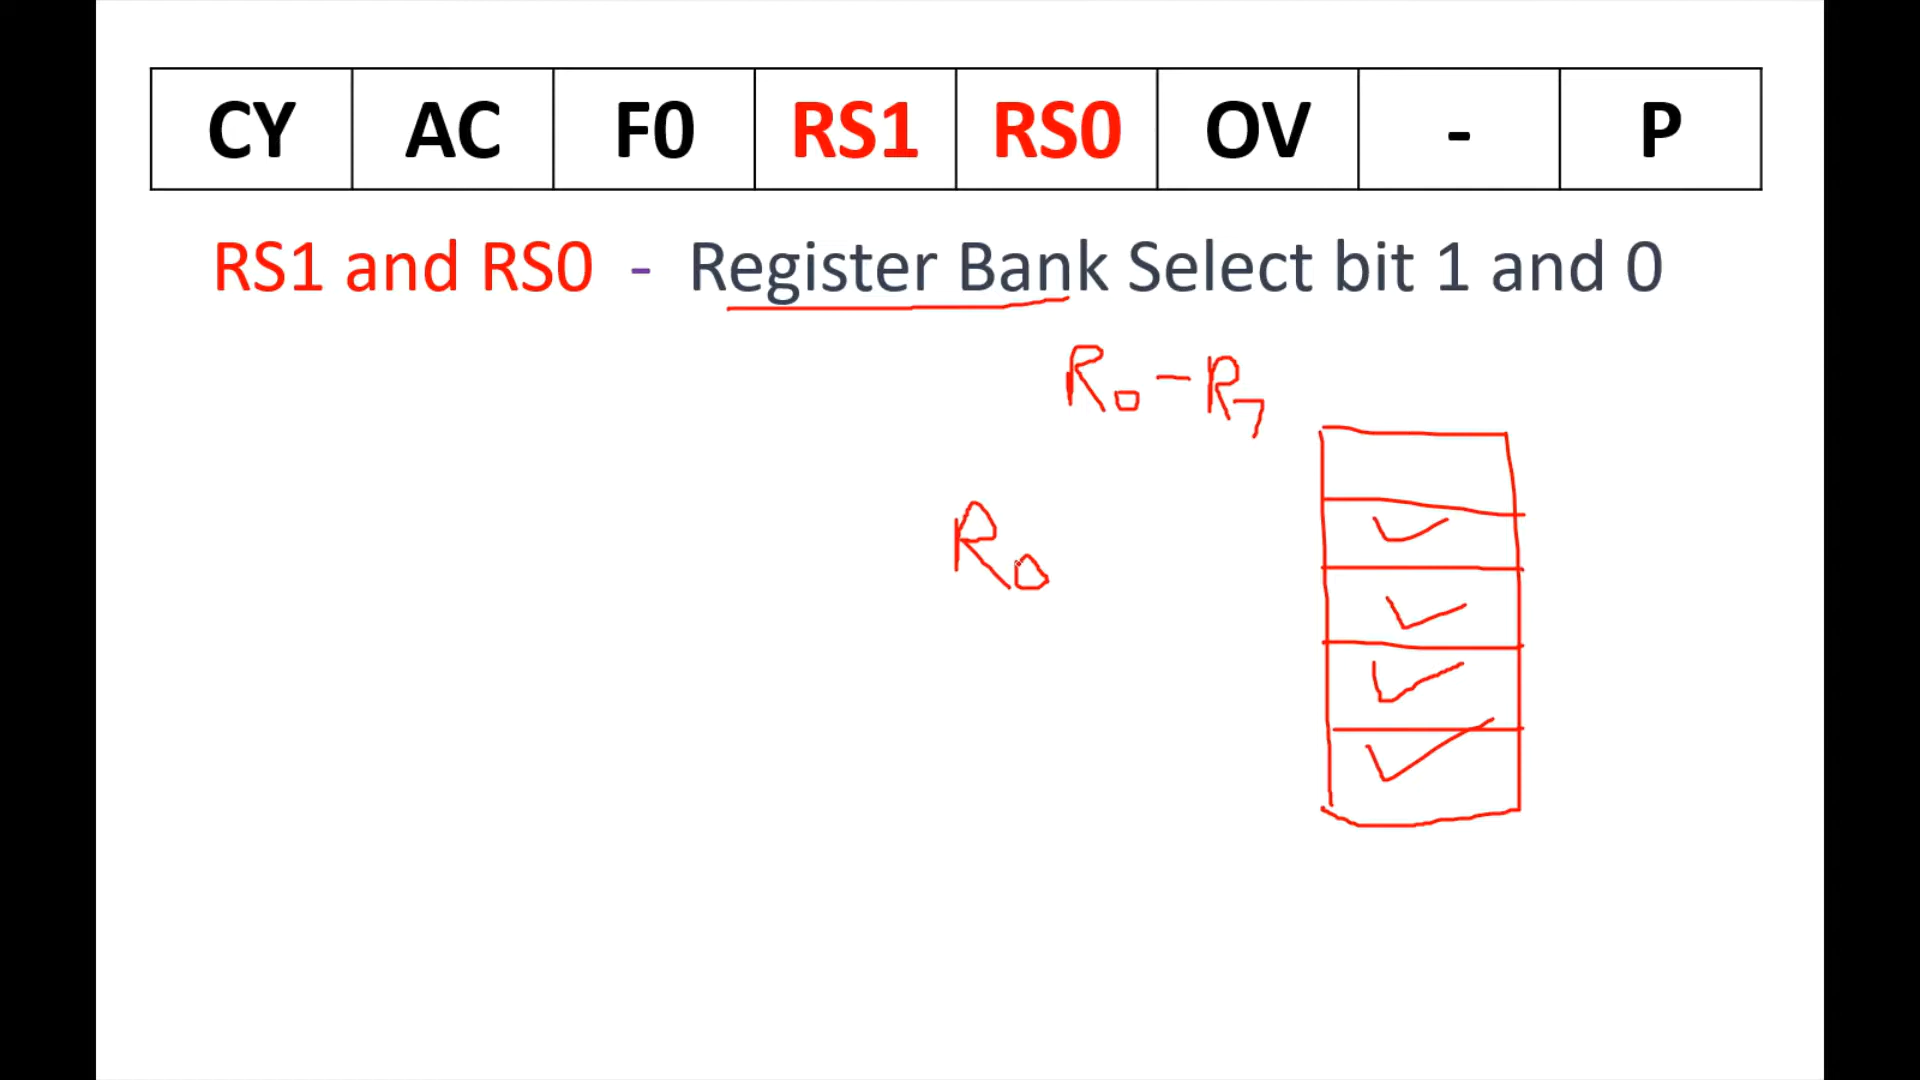 CY AC F0 RS1 RS0 OV - P
RS1 and RS0 - Register Bank Select bit 1 and 0
R0 - R7
R0